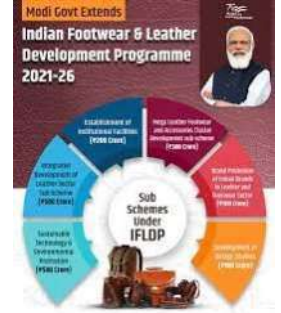 Modi Govt Extends
Indian Footwear & Leather
Development Programme
2021-26
Establishment of
Institutional Facilities
(₹200 Crore)
Mega Leather Footwear
and Accessories Cluster
Development sub-scheme
(₹300 Crore)
Integrated
Development of
Leather Sector
Sub-Scheme
(₹500 Crore)
Brand Promotion
of Indian Brands
in Leather and
Footwear Sector
(₹100 Crore)
Sustainable
Technology &
Environmental
Promotion
(₹500 Crore)
Development of
Design Studios
(₹100 Crore)
Sub
Schemes
Under
IFLDP